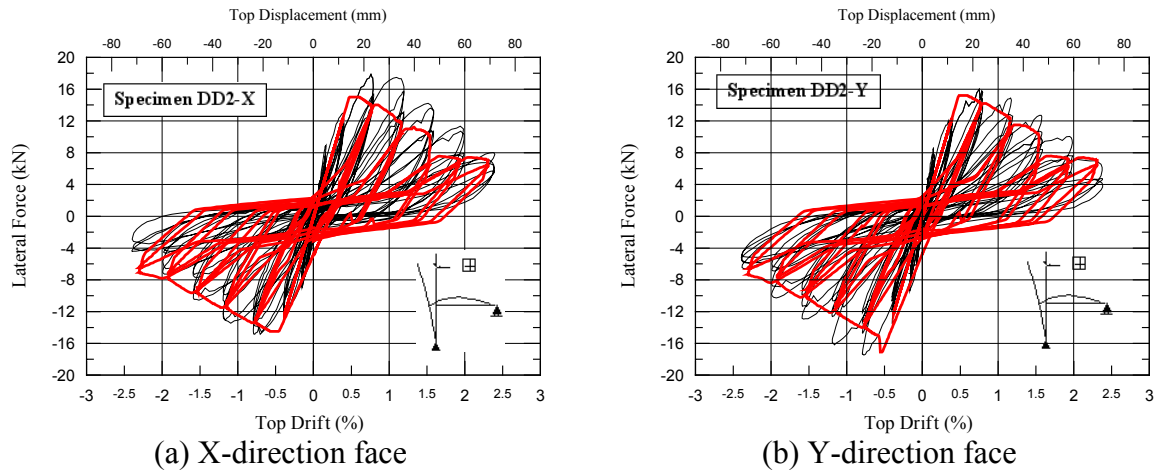 Top Displacement (mm)
-80 -60 -40 -20 0 20 40 60 80
20
16
12
8
4
0
-4
-8
-12
-16
-20
Lateral Force (kN)
Specimen DD2-X
-3 -2.5 -2 -1.5 -1 -0.5 0 0.5 1 1.5 2 2.5 3
Top Drift (%)
(a) X-direction face
Top Displacement (mm)
-80 -60 -40 -20 0 20 40 60 80
20
16
12
8
4
0
-4
-8
-12
-16
-20
Lateral Force (kN)
Specimen DD2-Y
-3 -2.5 -2 -1.5 -1 -0.5 0 0.5 1 1.5 2 2.5 3
Top Drift (%)
(b) Y-direction face